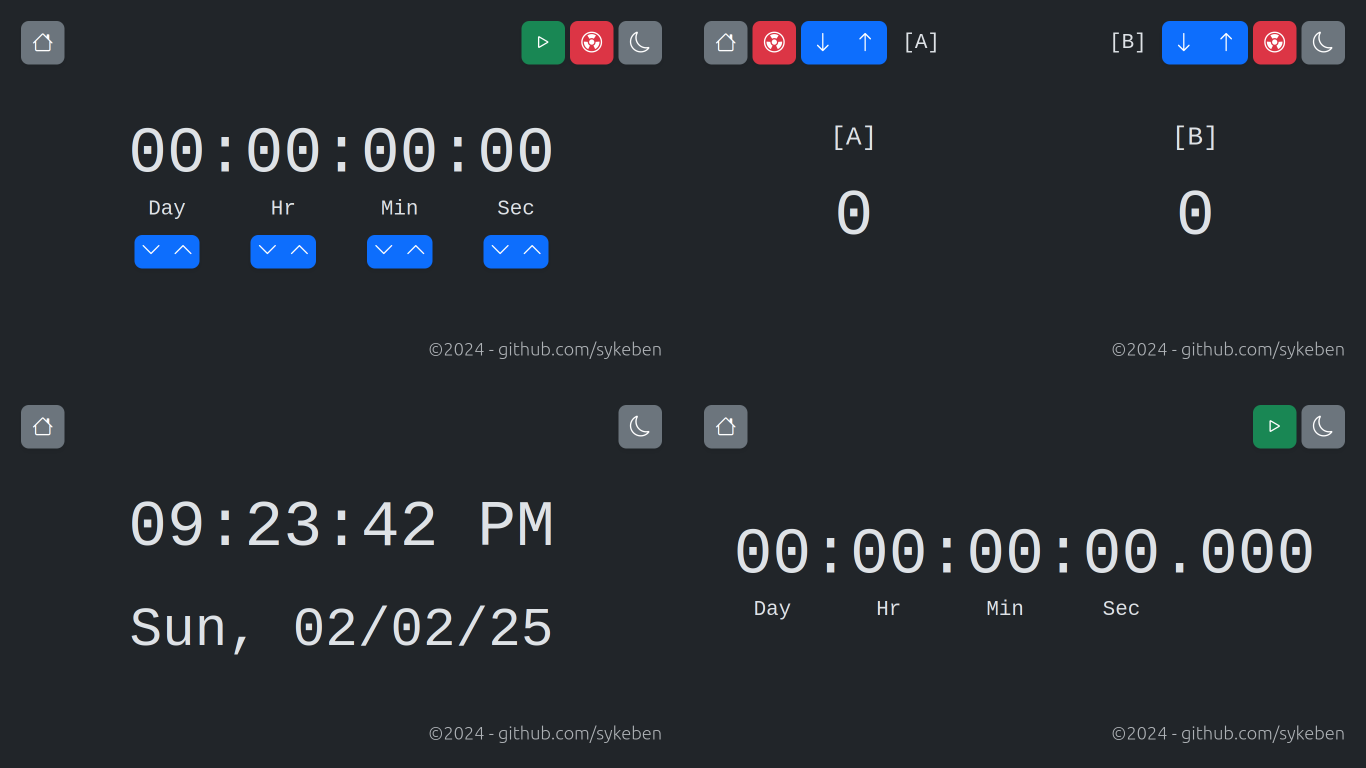 00:00:00:00
Day Hr Min Sec
©2024 - github.com/sykeben
[A] [B]
[A] [B]
0 0
©2024 - github.com/sykeben
09:23:42 PM
Sun, 02/02/25
©2024 - github.com/sykeben
00:00:00:00.000
Day Hr Min Sec
©2024 - github.com/sykeben